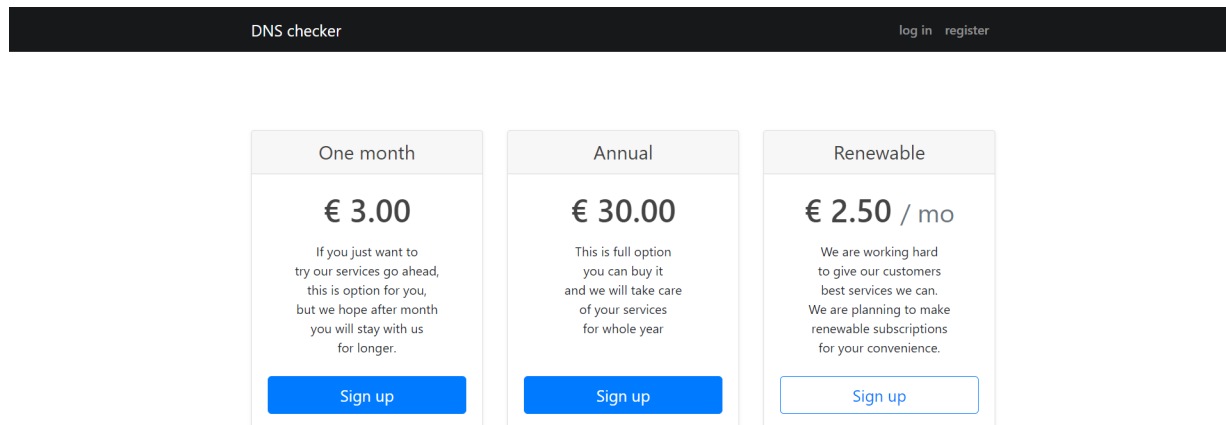 DNS checker
log in register
One month
€ 3.00
If you just want to
try our services go ahead,
this is option for you,
but we hope after month
you will stay with us
for longer.
Sign up
Annual
€ 30.00
This is full option
you can buy it
and we will take care
of your services
for whole year
Sign up
Renewable
€ 2.50 / mo
We are working hard
to give our customers
best services we can.
We are planning to make
renewable subscriptions
for your convenience.
Sign up